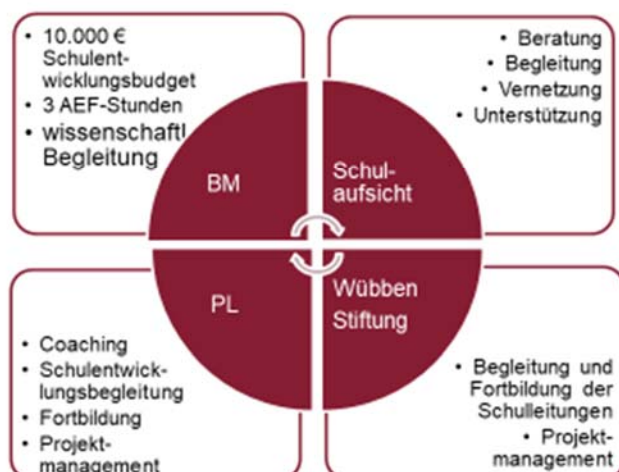 • 10.000 €
Schulent-
wicklungsbudget
• 3 AEF-Stunden
• wissenschaftl
Begleitung
BM
• Beratung
• Begleitung
• Vernetzung
• Unterstützung
Schul-
aufsicht
PL
• Coaching
• Schulentwick-
lungsbegleitung
• Fortbildung
• Projekt-
management
Wübben
Stiftung
• Begleitung und
Fortbildung der
Schulleitungen
• Projekt-
management